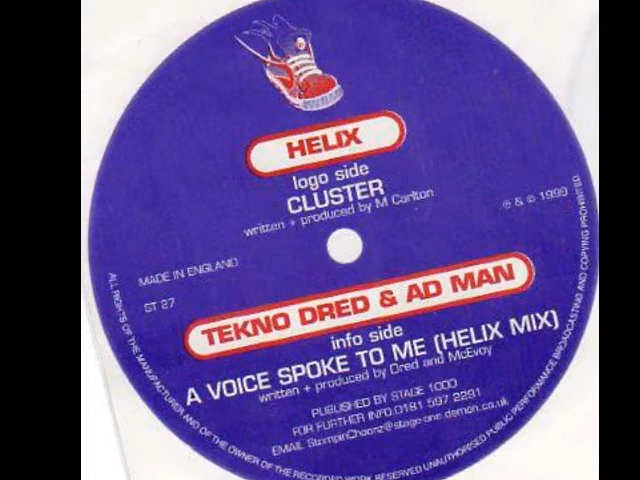 HELIX
logo side
CLUSTER
written + produced by M Carlton
℗ & © 1999
MADE IN ENGLAND
ST 27
TEKNO DRED & AD MAN
info side
A VOICE SPOKE TO ME (HELIX MIX)
written + produced by Dred and McEvoy
PUBLISHED BY STAGE 1000
FOR FURTHER INFO.0181 597 2291
EMAIL StompinChoonz@stage-one.demon.co.uk
ALL RIGHTS OF THE MANUFACTURER AND OF THE OWNER OF THE RECORDED WORK RESERVED UNAUTHORISED PUBLIC PERFORMANCE BROADCASTING AND COPYING PROHIBITED